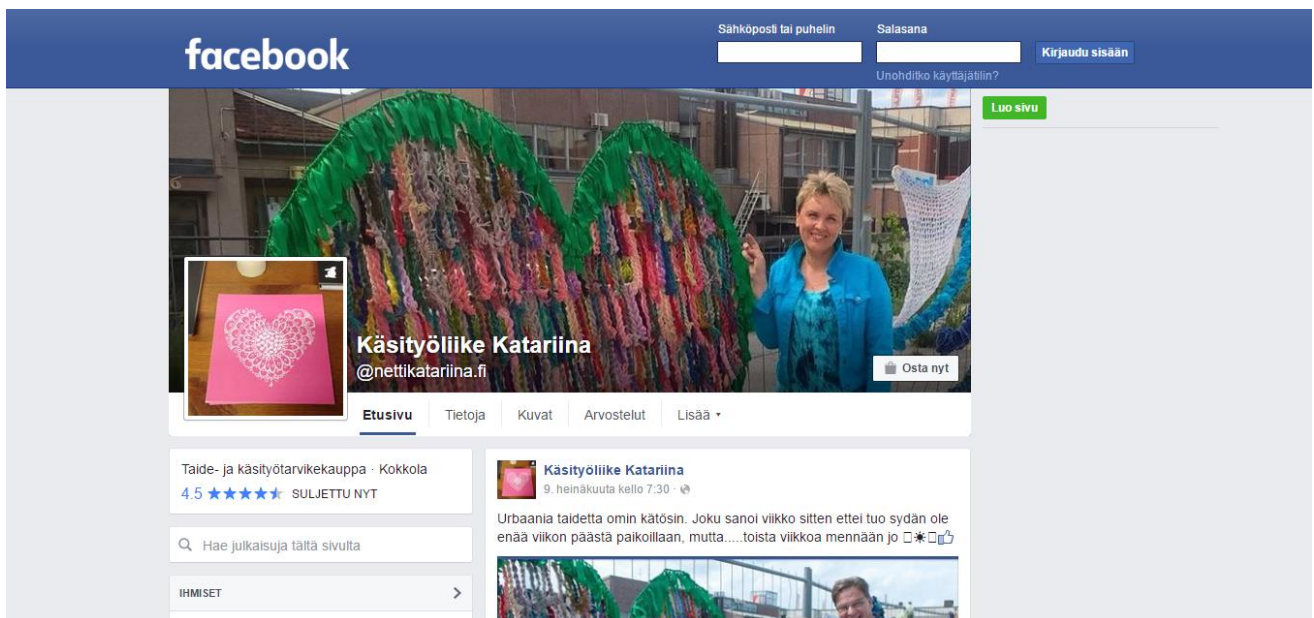 facebook
Sähköposti tai puhelin
Salasana
Kirjaudu sisään
Unohditko käyttäjätilin?
Luo sivu
Käsityöliike Katariina
@nettikatariina.fi
Osta nyt
Etusivu Tietoja Kuvat Arvostelut Lisää
Taide- ja käsityötarvikekauppa · Kokkola
4.5 ★★★★★ SULJETTU NYT
Hae julkaisuja tältä sivulta
IHMISET
Käsityöliike Katariina
9. heinäkuuta kello 7:30 ·
Urbaania taidetta omin kätösin. Joku sanoi viikko sitten ettei tuo sydän ole
enää viikon päästä paikoillaan, mutta.....toista viikkoa mennään jo